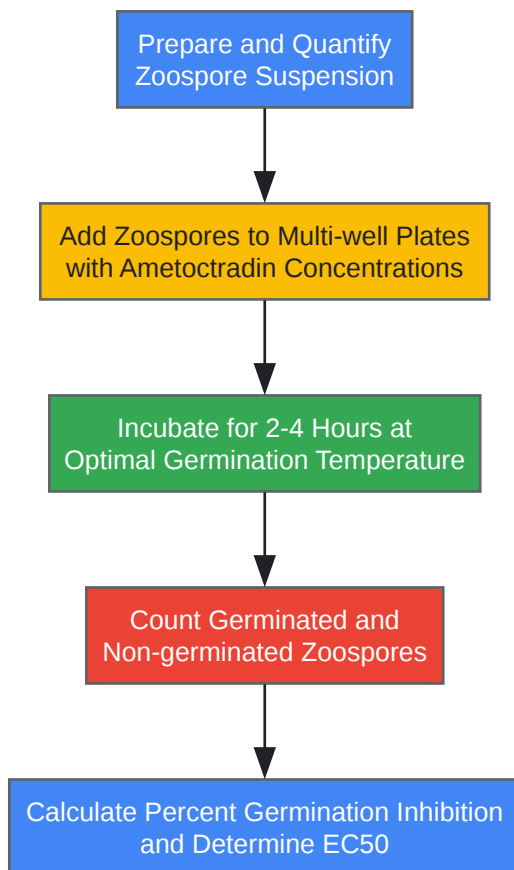 Prepare and Quantify
Zoospore Suspension
Add Zoospores to Multi-well Plates
with Ametoctradin Concentrations
Incubate for 2-4 Hours at
Optimal Germination Temperature
Count Germinated and
Non-germinated Zoospores
Calculate Percent Germination Inhibition
and Determine EC50